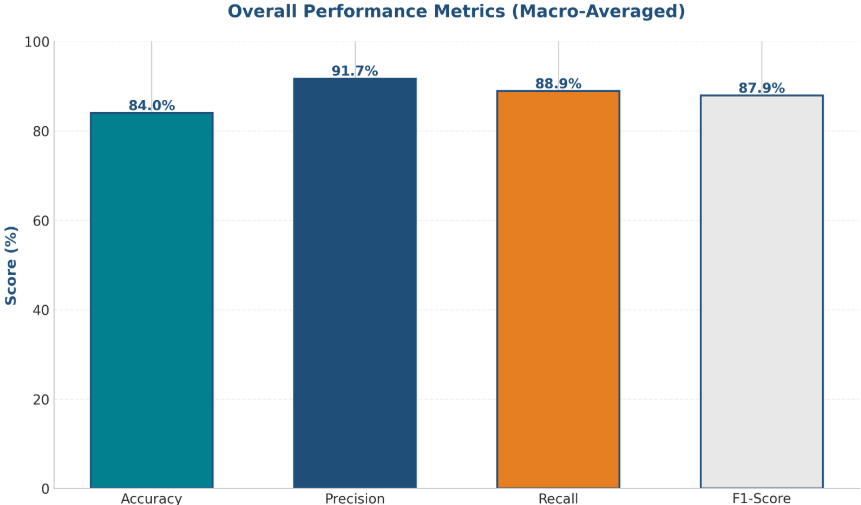 Overall Performance Metrics (Macro-Averaged)
100
80
60
40
20
0
Score (%)
84.0%
91.7%
88.9%
87.9%
Accuracy
Precision
Recall
F1-Score